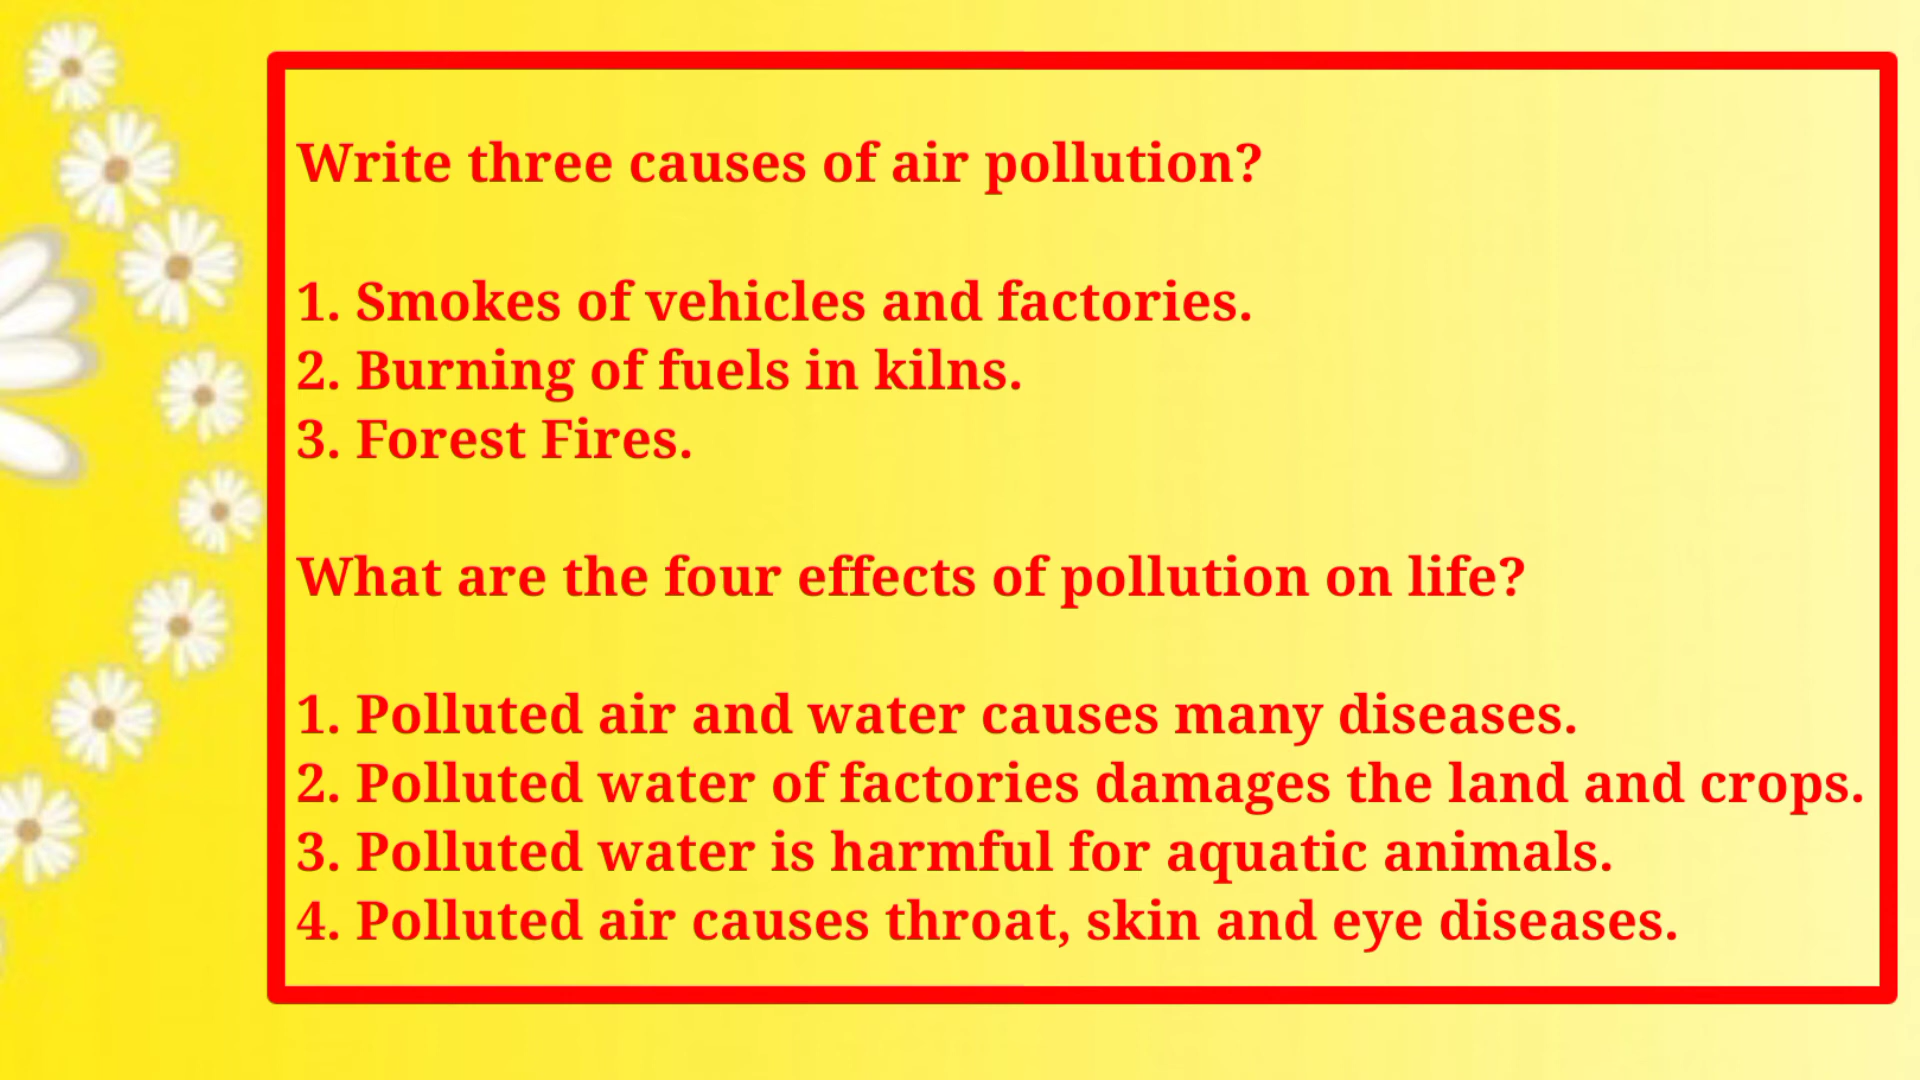 Write three causes of air pollution?
1. Smokes of vehicles and factories.
2. Burning of fuels in kilns.
3. Forest Fires.
What are the four effects of pollution on life?
1. Polluted air and water causes many diseases.
2. Polluted water of factories damages the land and crops.
3. Polluted water is harmful for aquatic animals.
4. Polluted air causes throat, skin and eye diseases.